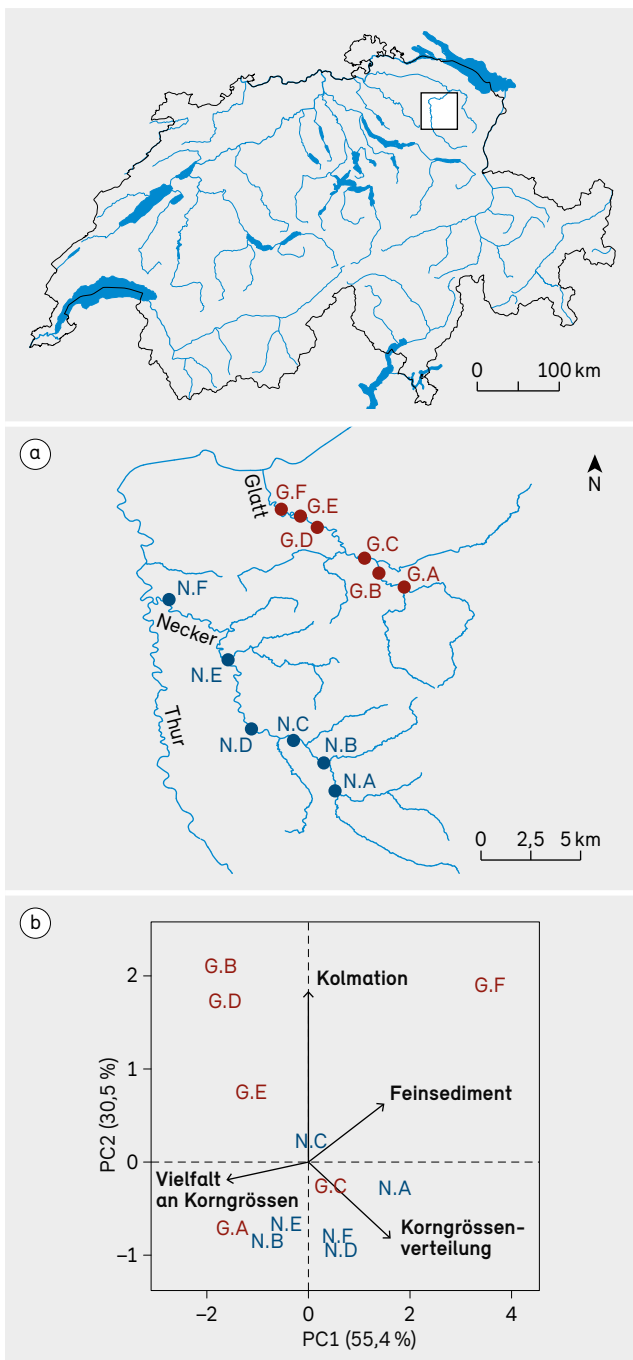 0 100 km
a
N
Glatt
G.F
G.E
G.D
G.C
G.B
G.A
N.F
Necker
N.E
Thur
N.D
N.C
N.B
N.A
0 2,5 5 km
b
G.B
G.D
G.E
Kolmation
G.F
Feinsediment
N.C
Vielfalt
an Korngrössen
G.C
N.A
G.A
N.E
N.B
N.F
N.D
Korngrössen-
verteilung
2
1
0
–1
PC2 (30,5 %)
–2 0 2 4
PC1 (55,4 %)